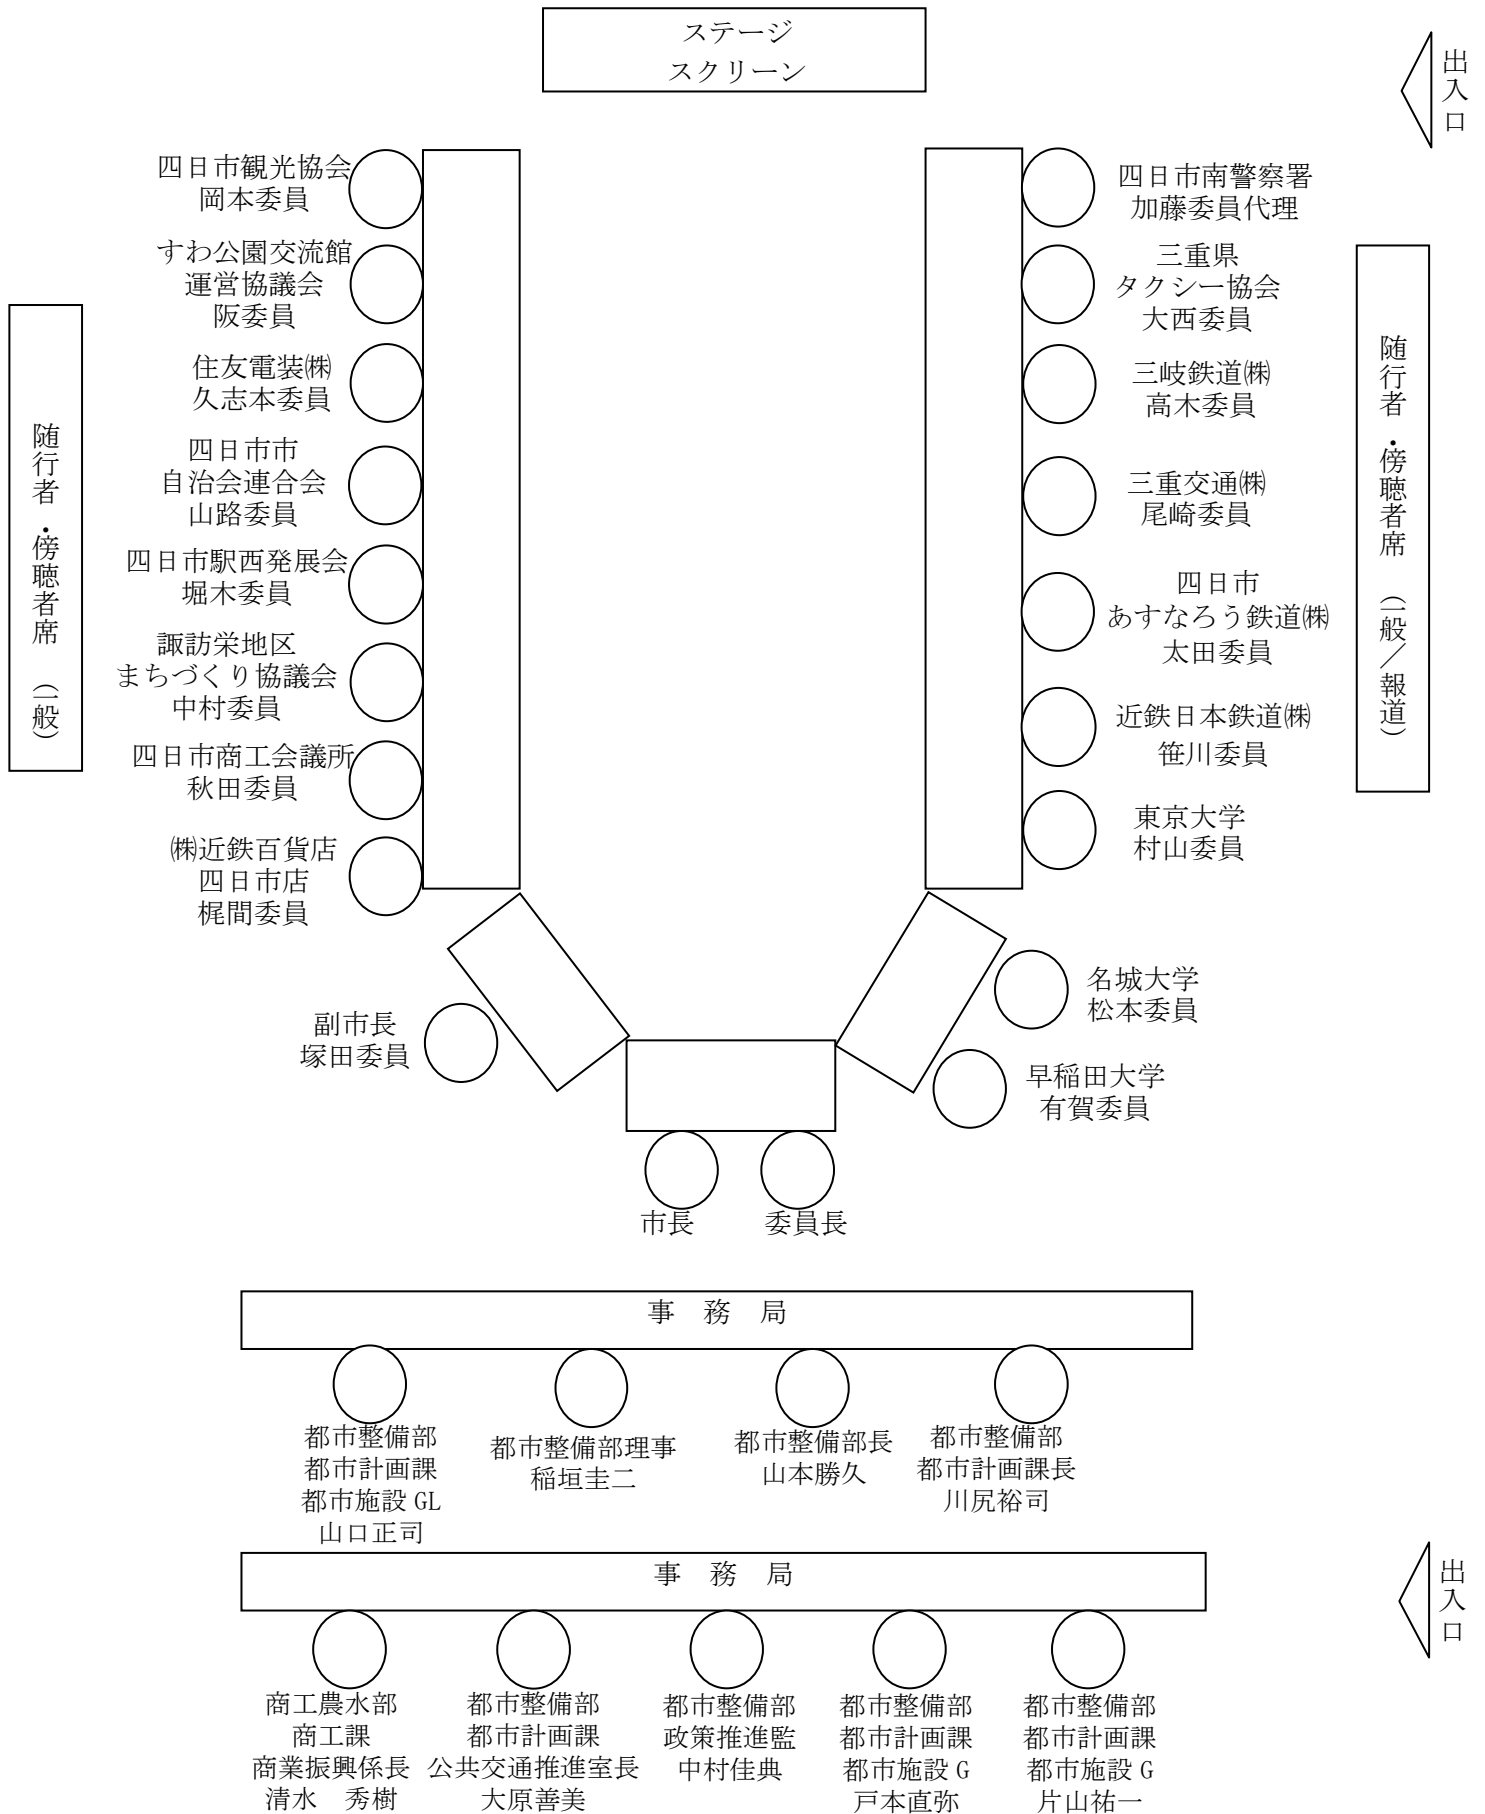 ステージ
スクリーン
出入口
四日市観光協会
岡本委員
すわ公園交流館
運営協議会
阪委員
住友電装㈱
久志本委員
四日市市
自治会連合会
山路委員
四日市駅西発展会
堀木委員
諏訪栄地区
まちづくり協議会
中村委員
四日市商工会議所
秋田委員
㈱近鉄百貨店
四日市店
梶間委員
副市長
塚田委員
随行者・傍聴者席 (一般)
四日市南警察署
加藤委員代理
三重県
タクシー協会
大西委員
三岐鉄道㈱
高木委員
三重交通㈱
尾崎委員
四日市
あすなろう鉄道㈱
太田委員
近鉄日本鉄道㈱
笹川委員
東京大学
村山委員
名城大学
松本委員
早稲田大学
有賀委員
随行者・傍聴者席 (一般/報道)
市長
委員長
事 務 局
都市整備部
都市計画課
都市施設 GL
山口正司
都市整備部理事
稲垣圭二
都市整備部長
山本勝久
都市整備部
都市計画課長
川尻裕司
事 務 局
出入口
商工農水部
商工課
商業振興係長
清水 秀樹
都市整備部
都市計画課
公共交通推進室長
大原善美
都市整備部
政策推進監
中村佳典
都市整備部
都市計画課
都市施設 G
戸本直弥
都市整備部
都市計画課
都市施設 G
片山祐一